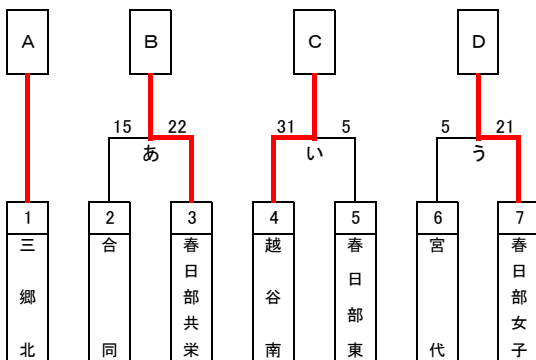 A B C D
15 22 31 5 5 21
あ い う
1 2 3 4 5 6 7
三郷北
合同
春日部共栄
越谷南
春日部東
宮代
春日部女子